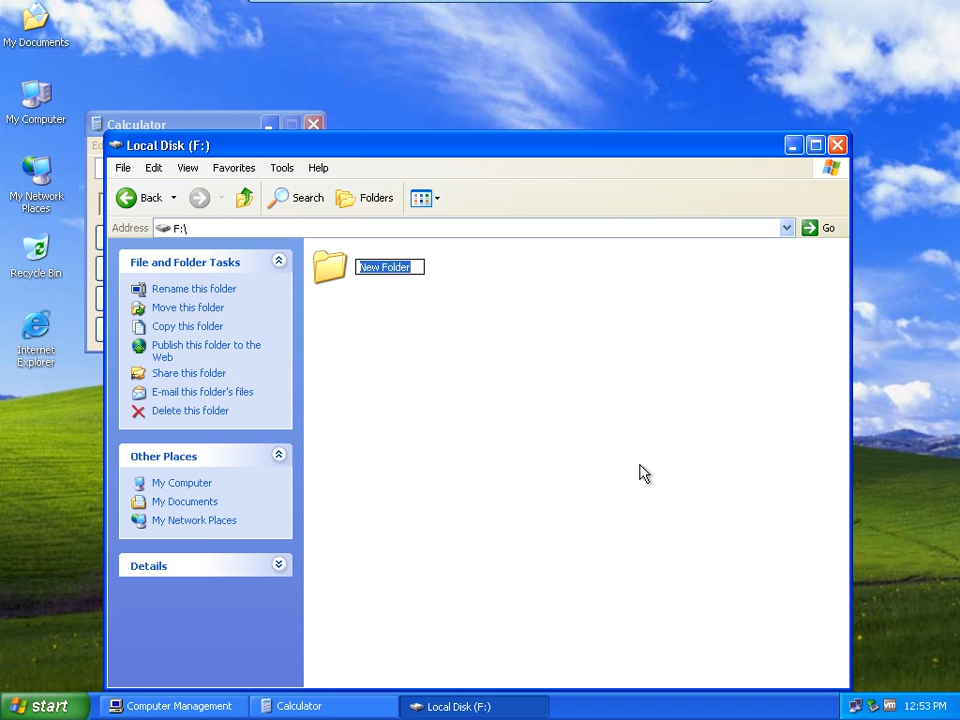 My Documents
My Computer
My Network
Places
Recycle Bin
Internet
Explorer
Calculator
Local Disk (F:)
File Edit View Favorites Tools Help
Back Search Folders
Address F:\ Go
File and Folder Tasks
Rename this folder
Move this folder
Copy this folder
Publish this folder to the
Web
Share this folder
E-mail this folder's files
Delete this folder
Other Places
My Computer
My Documents
My Network Places
Details
New Folder
start Computer Management Calculator Local Disk (F:) 12:53 PM